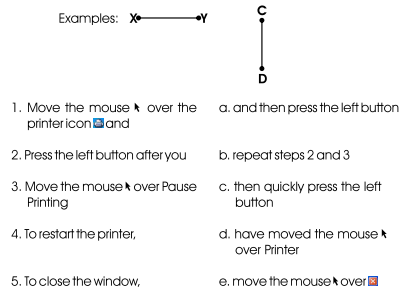 Examples: X Y
C
D
1. Move the mouse over the
printer icon and
a. and then press the left button
2. Press the left button after you
b. repeat steps 2 and 3
3. Move the mouse over Pause
Printing
c. then quickly press the left
button
4. To restart the printer,
d. have moved the mouse
over Printer
5. To close the window,
e. move the mouse over